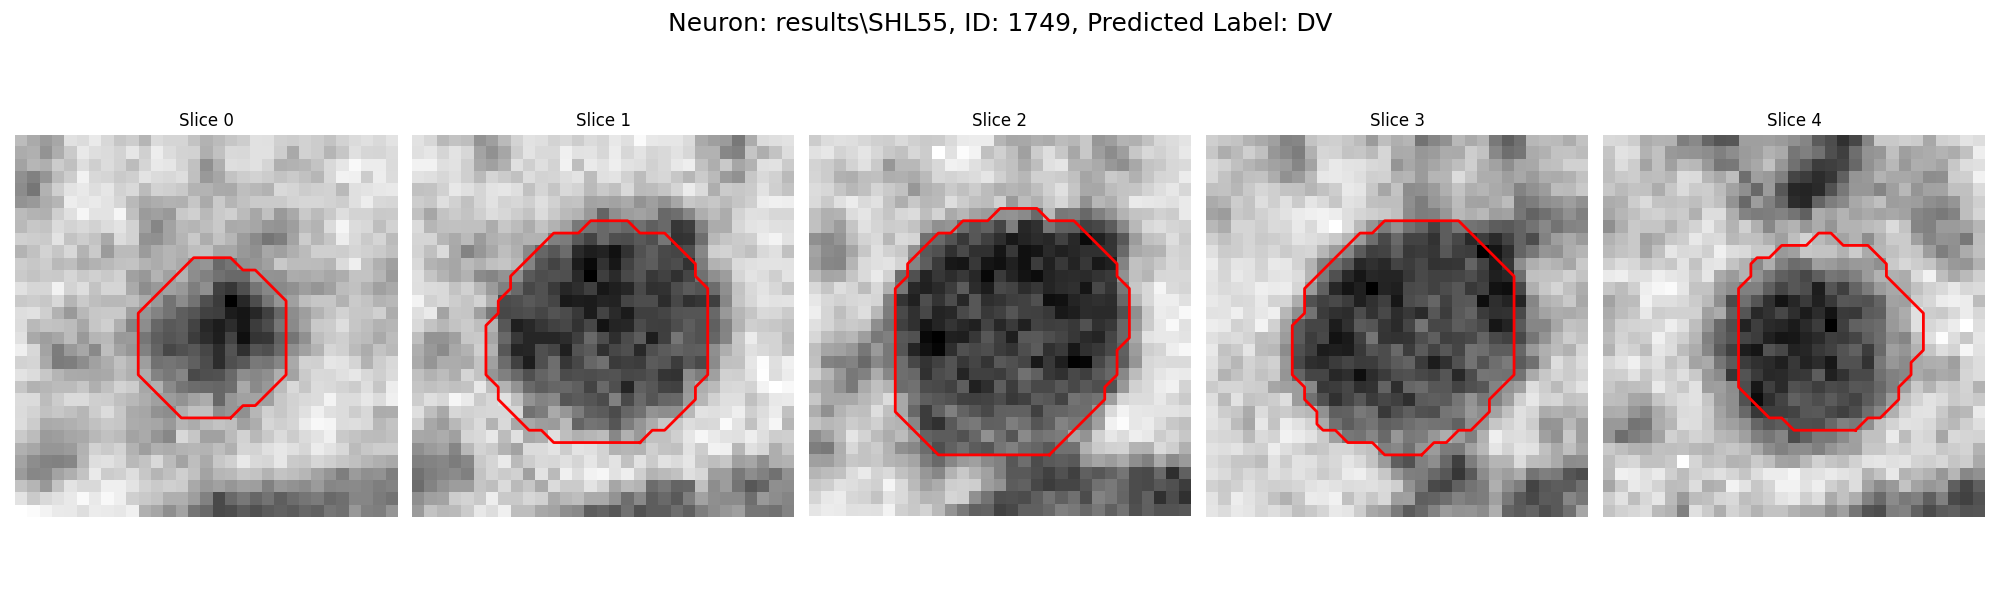 Neuron: results\SHL55, ID: 1749, Predicted Label: DV
Slice 0
Slice 1
Slice 2
Slice 3
Slice 4